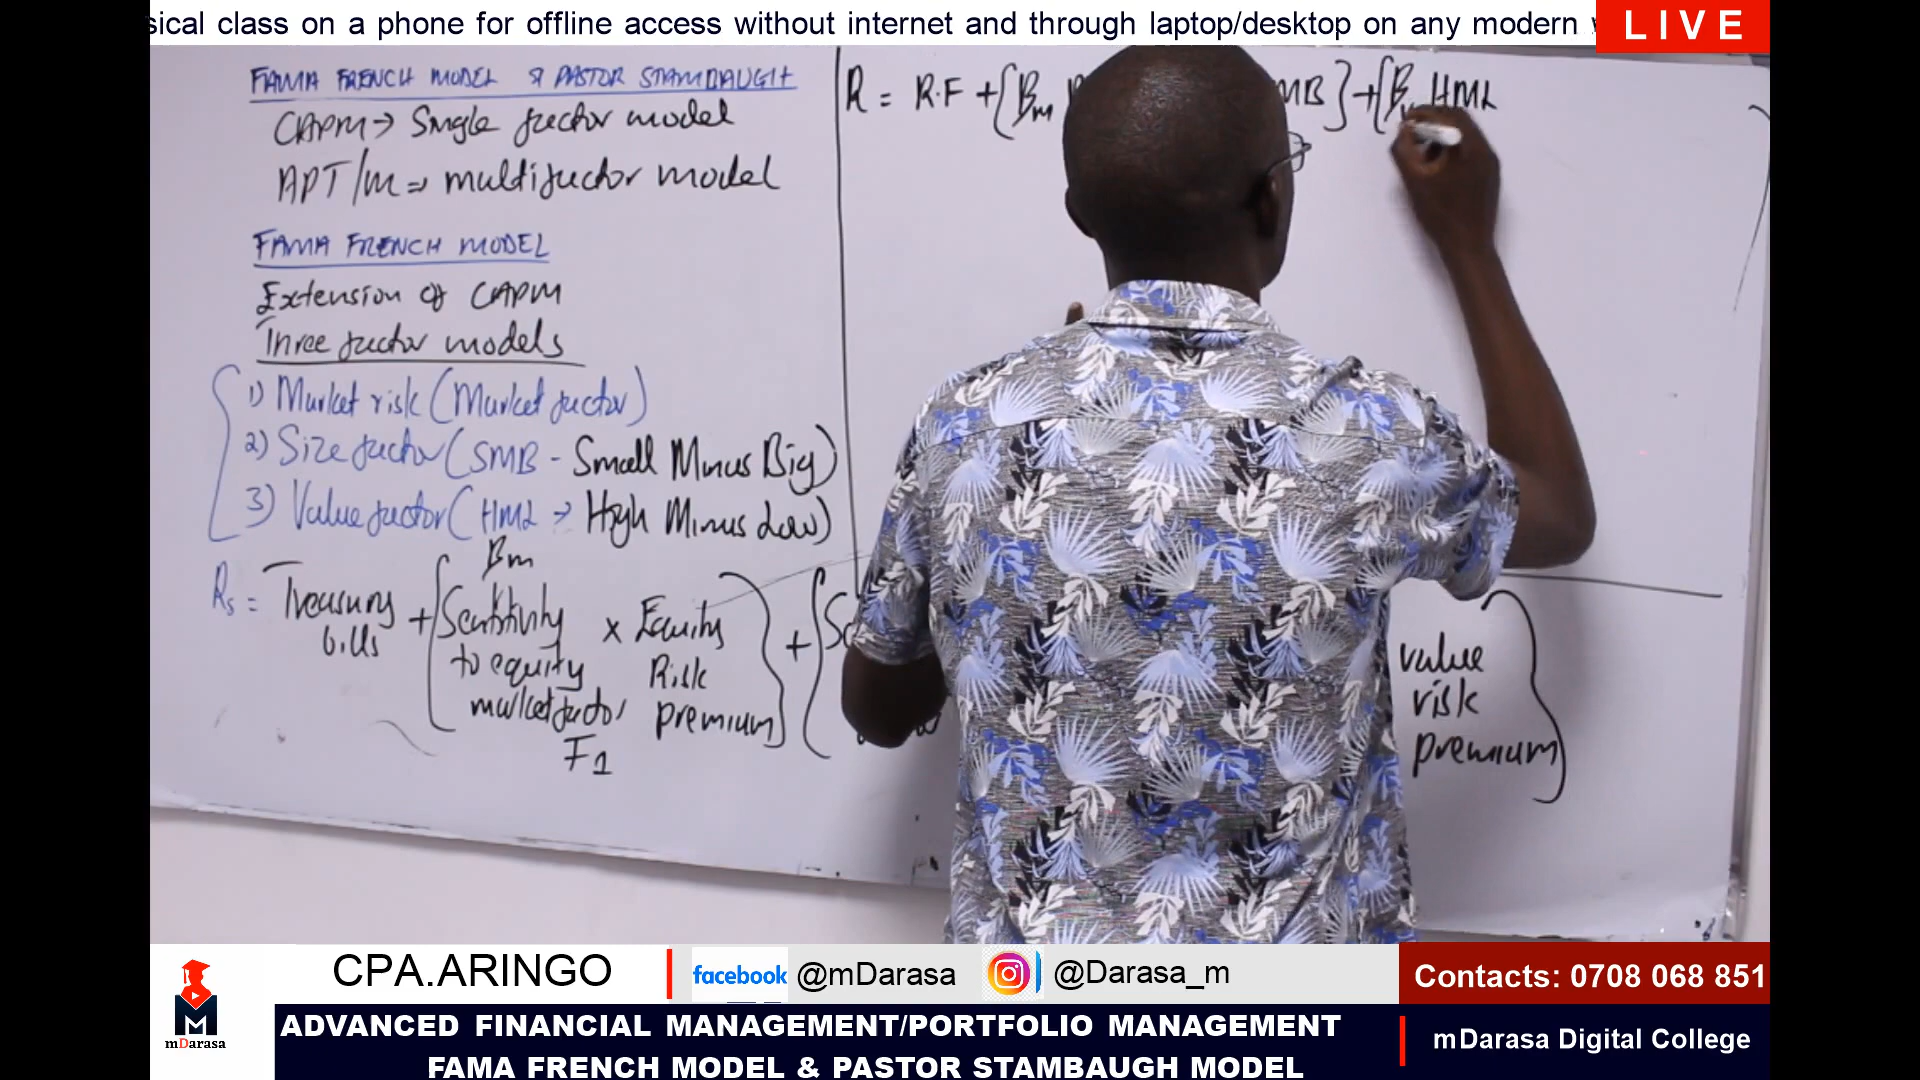 sical class on a phone for offline access without internet and through laptop/desktop on any modern
LIVE
FAMA FRENCH MODEL & PASTOR STAMBAUGH
CAPM → Single factor model
APT/M ⇒ multifactor model
FAMA FRENCH MODEL
Extension of CAPM
Three factor models
1) Market risk (Market factor)
2) Size factor (SMB - Small Minus Big)
3) Value factor (HML → High Minus Low)
Bm
Rs = Treasury bills + { Sensitivity to equity market factor x Equity Risk premium } + {
F1
value
risk
premium
R = R.F + { Bm MB } + { B HML
CPA.ARINGO
facebook @mDarasa
@Darasa_m
Contacts: 0708 068 851
mDarasa
ADVANCED FINANCIAL MANAGEMENT/PORTFOLIO MANAGEMENT
FAMA FRENCH MODEL & PASTOR STAMBAUGH MODEL
mDarasa Digital College